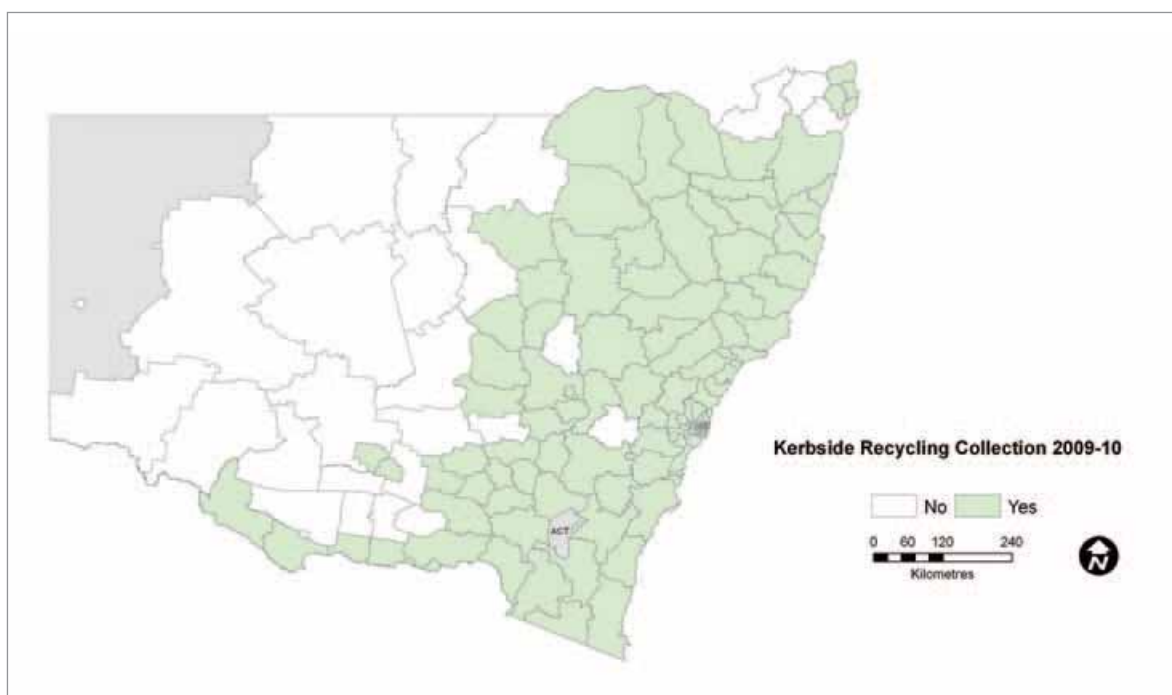 Kerbside Recycling Collection 2009-10
No Yes
0 60 120 240
Kilometres
N
ACT